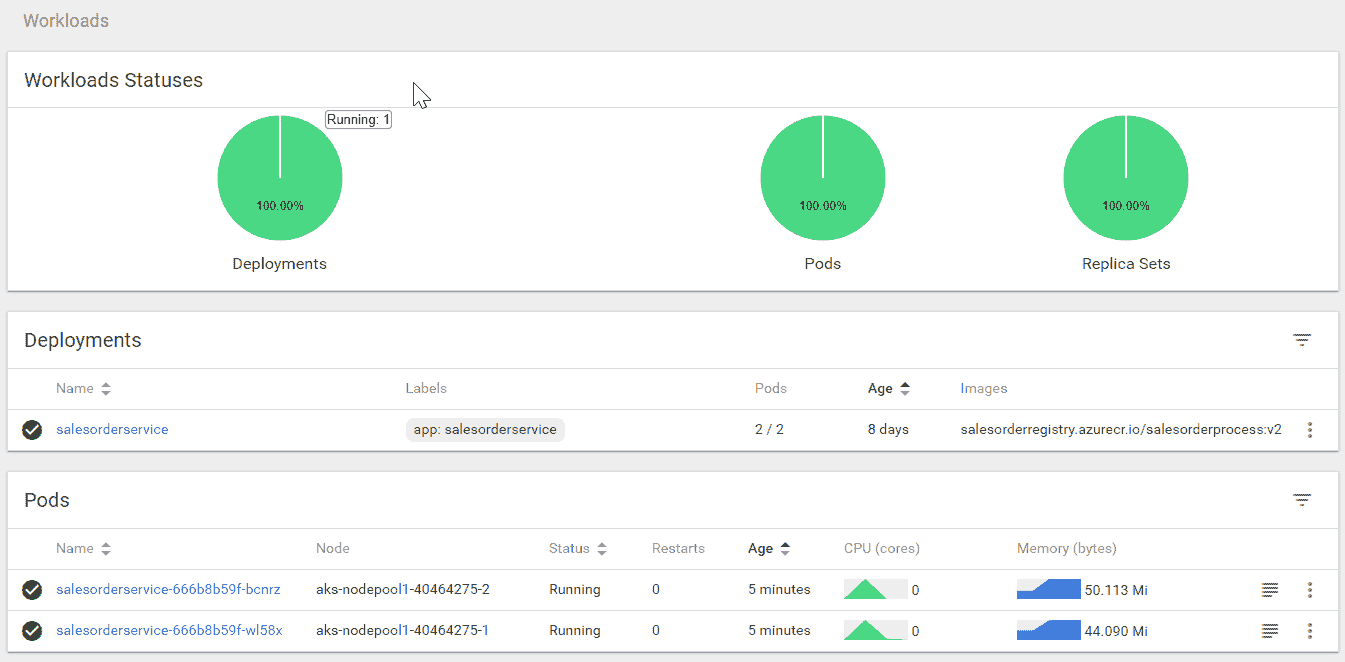 Workloads
Workloads Statuses
Running: 1
100.00% 100.00% 100.00%
Deployments Pods Replica Sets
Deployments
Name Labels Pods Age Images
salesorderservice app: salesorderservice 2 / 2 8 days salesorderregistry.azurecr.io/salesorderprocess:v2
Pods
Name Node Status Restarts Age CPU (cores) Memory (bytes)
salesorderservice-666b8b59f-bcnrz aks-nodepool1-40464275-2 Running 0 5 minutes 0 50.113 Mi
salesorderservice-666b8b59f-wl58x aks-nodepool1-40464275-1 Running 0 5 minutes 0 44.090 Mi